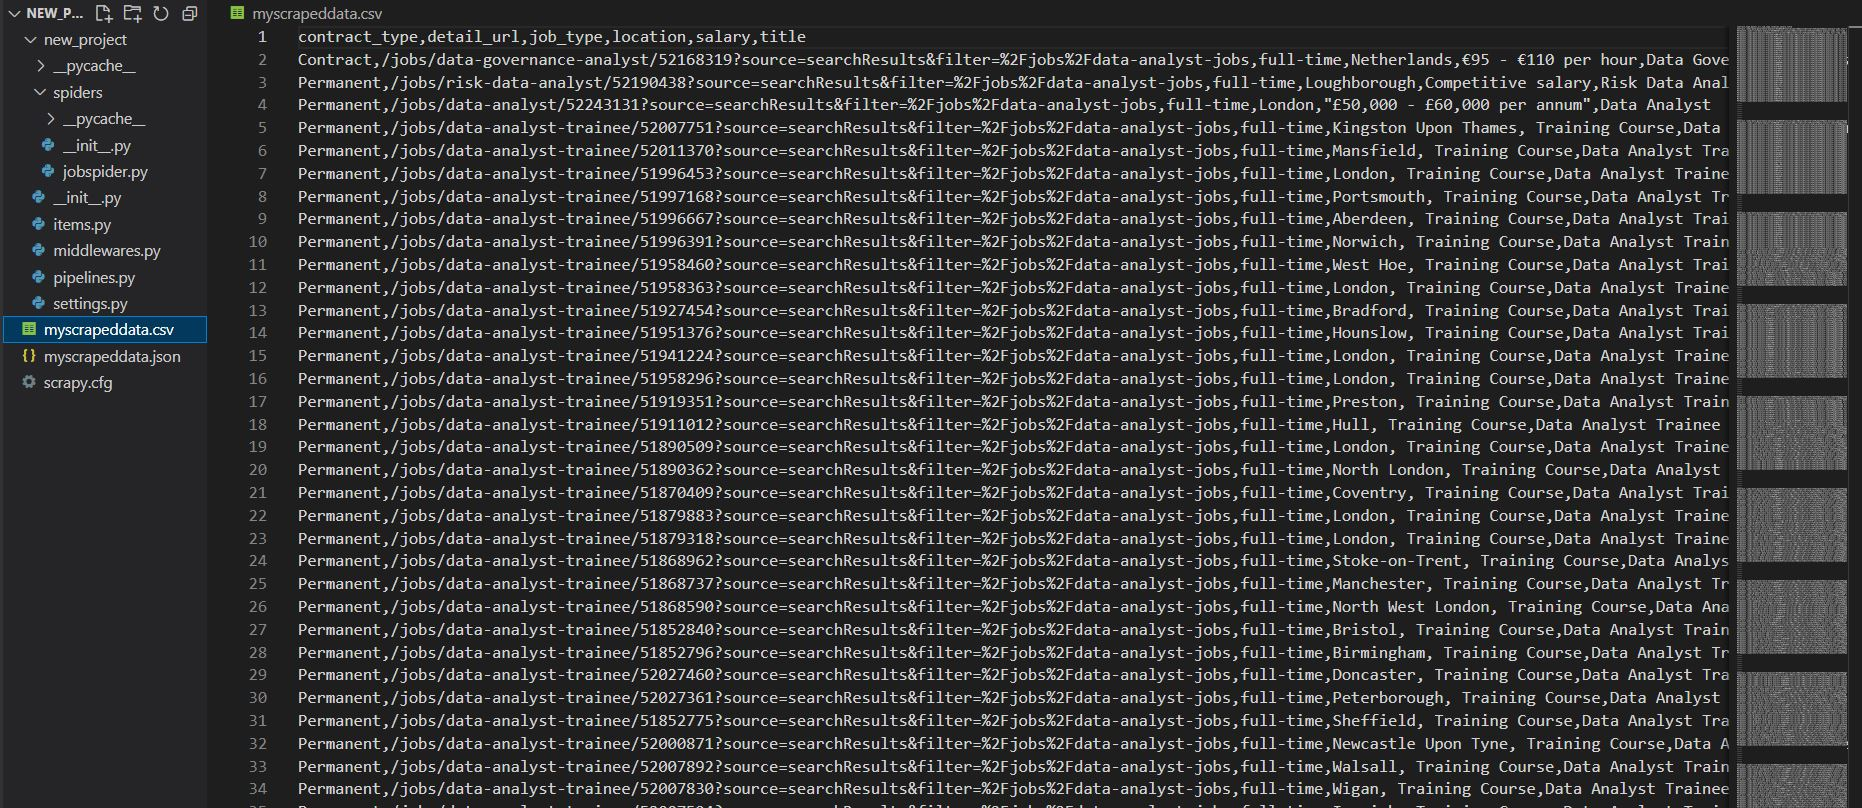 NEW_P...
new_project
__pycache__
spiders
__pycache__
__init__.py
jobspider.py
__init__.py
items.py
middlewares.py
pipelines.py
settings.py
myscrapeddata.csv
myscrapeddata.json
scrapy.cfg
myscrapeddata.csv
1 contract_type,detail_url,job_type,location,salary,title
2 Contract,/jobs/data-governance-analyst/52168319?source=searchResults&filter=%2Fjobs%2Fdata-analyst-jobs,full-time,Netherlands,€95 - €110 per hour,Data Gove
3 Permanent,/jobs/risk-data-analyst/52190438?source=searchResults&filter=%2Fjobs%2Fdata-analyst-jobs,full-time,Loughborough,Competitive salary,Risk Data Anal
4 Permanent,/jobs/data-analyst/52243131?source=searchResults&filter=%2Fjobs%2Fdata-analyst-jobs,full-time,London,"£50,000 - £60,000 per annum",Data Analyst
5 Permanent,/jobs/data-analyst-trainee/52007751?source=searchResults&filter=%2Fjobs%2Fdata-analyst-jobs,full-time,Kingston Upon Thames, Training Course,Data
6 Permanent,/jobs/data-analyst-trainee/52011370?source=searchResults&filter=%2Fjobs%2Fdata-analyst-jobs,full-time,Mansfield, Training Course,Data Analyst Tra
7 Permanent,/jobs/data-analyst-trainee/51996453?source=searchResults&filter=%2Fjobs%2Fdata-analyst-jobs,full-time,London, Training Course,Data Analyst Traine
8 Permanent,/jobs/data-analyst-trainee/51997168?source=searchResults&filter=%2Fjobs%2Fdata-analyst-jobs,full-time,Portsmouth, Training Course,Data Analyst Tr
9 Permanent,/jobs/data-analyst-trainee/51996667?source=searchResults&filter=%2Fjobs%2Fdata-analyst-jobs,full-time,Aberdeen, Training Course,Data Analyst Trai
10 Permanent,/jobs/data-analyst-trainee/51996391?source=searchResults&filter=%2Fjobs%2Fdata-analyst-jobs,full-time,Norwich, Training Course,Data Analyst Train
11 Permanent,/jobs/data-analyst-trainee/51958460?source=searchResults&filter=%2Fjobs%2Fdata-analyst-jobs,full-time,West Hoe, Training Course,Data Analyst Trai
12 Permanent,/jobs/data-analyst-trainee/51958363?source=searchResults&filter=%2Fjobs%2Fdata-analyst-jobs,full-time,London, Training Course,Data Analyst Traine
13 Permanent,/jobs/data-analyst-trainee/51927454?source=searchResults&filter=%2Fjobs%2Fdata-analyst-jobs,full-time,Bradford, Training Course,Data Analyst Trai
14 Permanent,/jobs/data-analyst-trainee/51951376?source=searchResults&filter=%2Fjobs%2Fdata-analyst-jobs,full-time,Hounslow, Training Course,Data Analyst Trai
15 Permanent,/jobs/data-analyst-trainee/51941224?source=searchResults&filter=%2Fjobs%2Fdata-analyst-jobs,full-time,London, Training Course,Data Analyst Traine
16 Permanent,/jobs/data-analyst-trainee/51958296?source=searchResults&filter=%2Fjobs%2Fdata-analyst-jobs,full-time,London, Training Course,Data Analyst Traine
17 Permanent,/jobs/data-analyst-trainee/51919351?source=searchResults&filter=%2Fjobs%2Fdata-analyst-jobs,full-time,Preston, Training Course,Data Analyst Train
18 Permanent,/jobs/data-analyst-trainee/51911012?source=searchResults&filter=%2Fjobs%2Fdata-analyst-jobs,full-time,Hull, Training Course,Data Analyst Trainee
19 Permanent,/jobs/data-analyst-trainee/51890509?source=searchResults&filter=%2Fjobs%2Fdata-analyst-jobs,full-time,London, Training Course,Data Analyst Traine
20 Permanent,/jobs/data-analyst-trainee/51890362?source=searchResults&filter=%2Fjobs%2Fdata-analyst-jobs,full-time,North London, Training Course,Data Analyst
21 Permanent,/jobs/data-analyst-trainee/51870409?source=searchResults&filter=%2Fjobs%2Fdata-analyst-jobs,full-time,Coventry, Training Course,Data Analyst Trai
22 Permanent,/jobs/data-analyst-trainee/51879883?source=searchResults&filter=%2Fjobs%2Fdata-analyst-jobs,full-time,London, Training Course,Data Analyst Traine
23 Permanent,/jobs/data-analyst-trainee/51879318?source=searchResults&filter=%2Fjobs%2Fdata-analyst-jobs,full-time,London, Training Course,Data Analyst Traine
24 Permanent,/jobs/data-analyst-trainee/51868962?source=searchResults&filter=%2Fjobs%2Fdata-analyst-jobs,full-time,Stoke-on-Trent, Training Course,Data Analys
25 Permanent,/jobs/data-analyst-trainee/51868737?source=searchResults&filter=%2Fjobs%2Fdata-analyst-jobs,full-time,Manchester, Training Course,Data Analyst Tr
26 Permanent,/jobs/data-analyst-trainee/51868590?source=searchResults&filter=%2Fjobs%2Fdata-analyst-jobs,full-time,North West London, Training Course,Data Ana
27 Permanent,/jobs/data-analyst-trainee/51852840?source=searchResults&filter=%2Fjobs%2Fdata-analyst-jobs,full-time,Bristol, Training Course,Data Analyst Train
28 Permanent,/jobs/data-analyst-trainee/51852796?source=searchResults&filter=%2Fjobs%2Fdata-analyst-jobs,full-time,Birmingham, Training Course,Data Analyst Tr
29 Permanent,/jobs/data-analyst-trainee/52027460?source=searchResults&filter=%2Fjobs%2Fdata-analyst-jobs,full-time,Doncaster, Training Course,Data Analyst Tra
30 Permanent,/jobs/data-analyst-trainee/52027361?source=searchResults&filter=%2Fjobs%2Fdata-analyst-jobs,full-time,Peterborough, Training Course,Data Analyst
31 Permanent,/jobs/data-analyst-trainee/51852775?source=searchResults&filter=%2Fjobs%2Fdata-analyst-jobs,full-time,Sheffield, Training Course,Data Analyst Tra
32 Permanent,/jobs/data-analyst-trainee/52000871?source=searchResults&filter=%2Fjobs%2Fdata-analyst-jobs,full-time,Newcastle Upon Tyne, Training Course,Data A
33 Permanent,/jobs/data-analyst-trainee/52007892?source=searchResults&filter=%2Fjobs%2Fdata-analyst-jobs,full-time,Walsall, Training Course,Data Analyst Train
34 Permanent,/jobs/data-analyst-trainee/52007830?source=searchResults&filter=%2Fjobs%2Fdata-analyst-jobs,full-time,Wigan, Training Course,Data Analyst Trainee